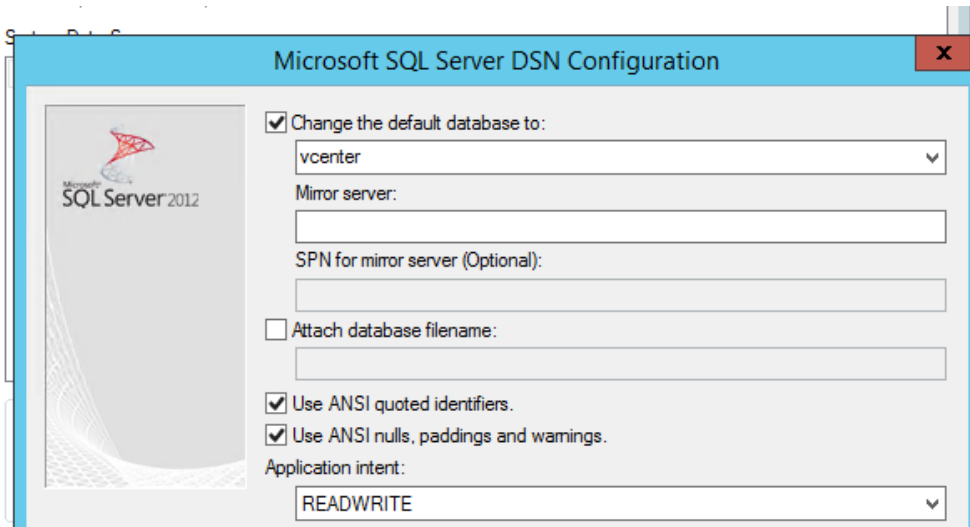 Microsoft SQL Server DSN Configuration
x
Change the default database to:
vcenter
Microsoft
SQL Server 2012
Mirror server:
SPN for mirror server (Optional):
Attach database filename:
Use ANSI quoted identifiers.
Use ANSI nulls, paddings and warnings.
Application intent:
READWRITE